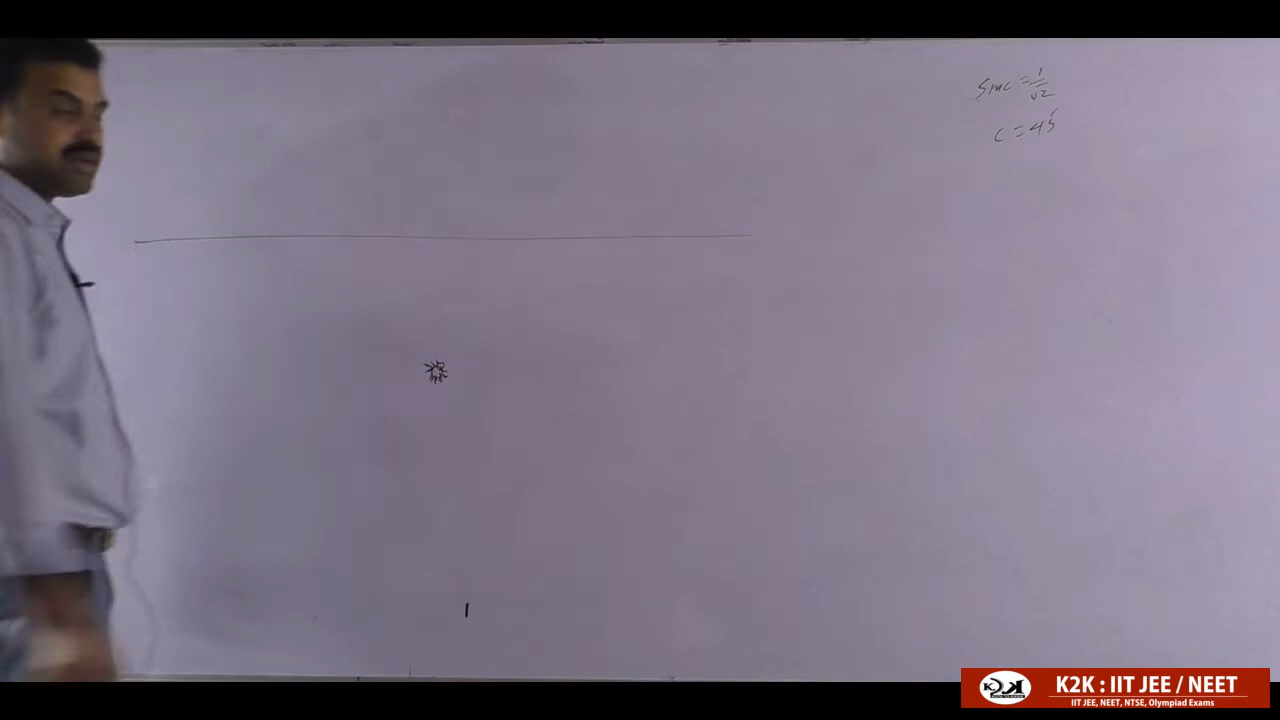 Sinc = 1/√2
C = 45°
K2K : IIT JEE / NEET
IIT JEE, NEET, NTSE, Olympiad Exams